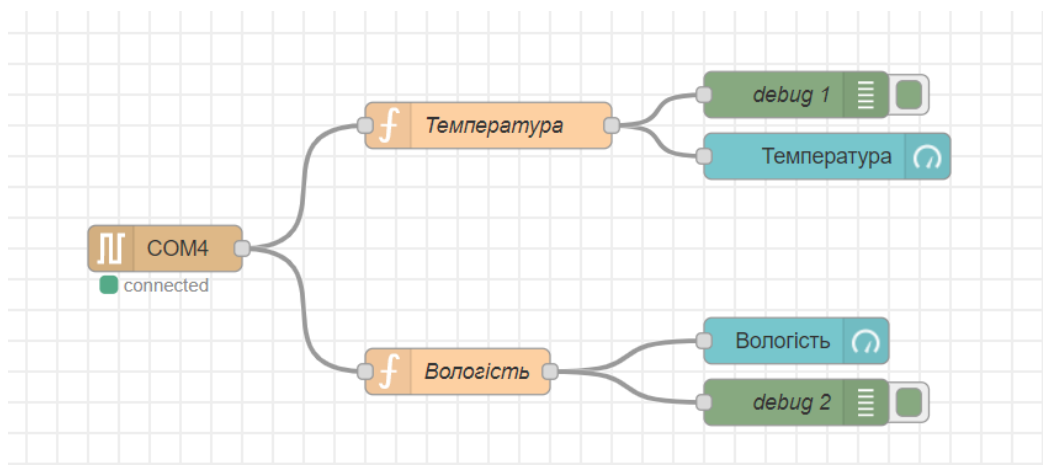 debug 1
Температура
Температура
COM4
connected
Вологість
Вологість
debug 2